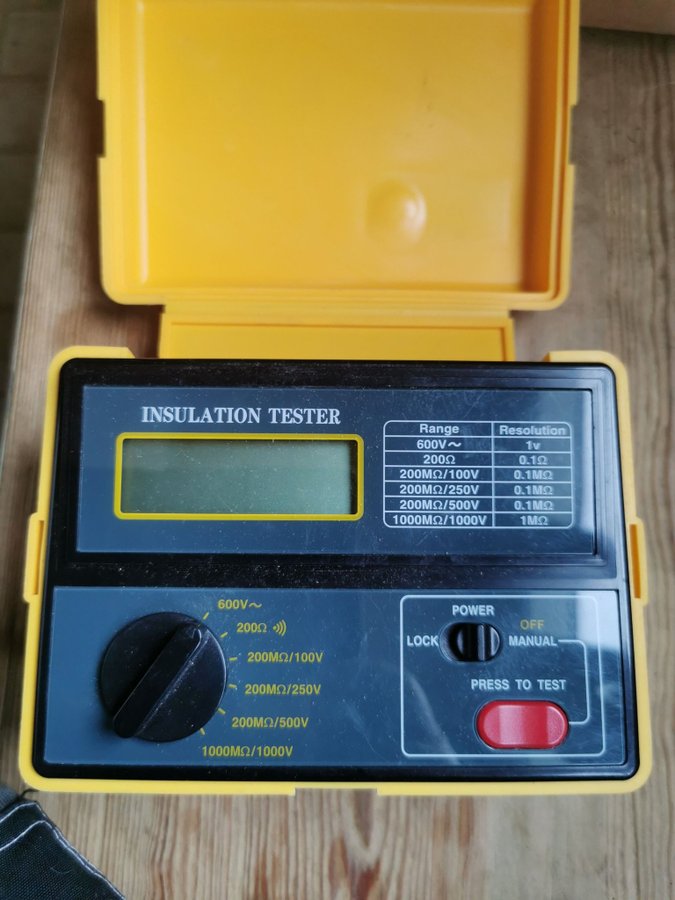 INSULATION TESTER
Range Resolution
600V～ 1v
200Ω 0.1Ω
200MΩ/100V 0.1MΩ
200MΩ/250V 0.1MΩ
200MΩ/500V 0.1MΩ
1000MΩ/1000V 1MΩ
600V～
200Ω
200MΩ/100V
200MΩ/250V
200MΩ/500V
1000MΩ/1000V
POWER
OFF
LOCK MANUAL
PRESS TO TEST